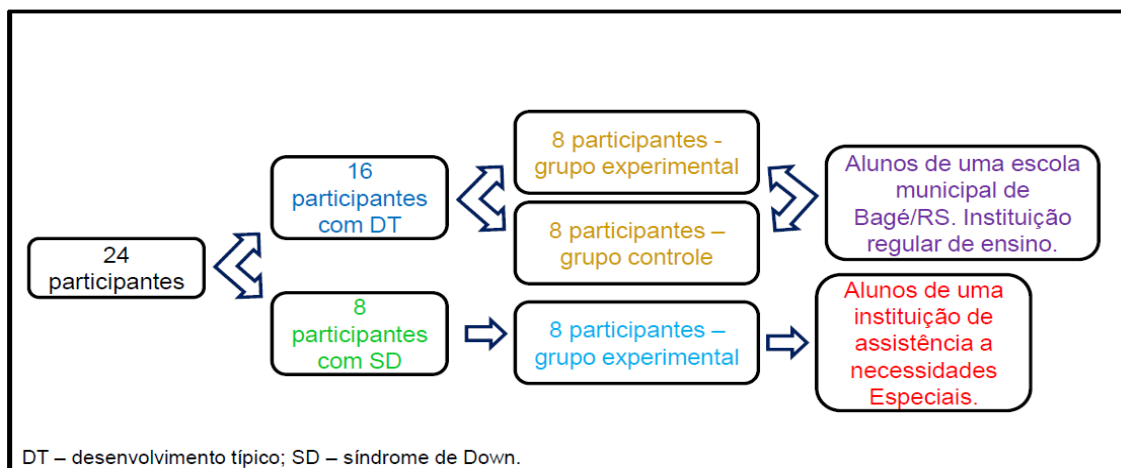 24
participantes
16
participantes
com DT
8
participantes
com SD
8 participantes -
grupo experimental
8 participantes –
grupo controle
8 participantes –
grupo experimental
Alunos de uma escola
municipal de
Bagé/RS. Instituição
regular de ensino.
Alunos de uma
instituição de
assistência a
necessidades
Especiais.
DT – desenvolvimento típico; SD – síndrome de Down.